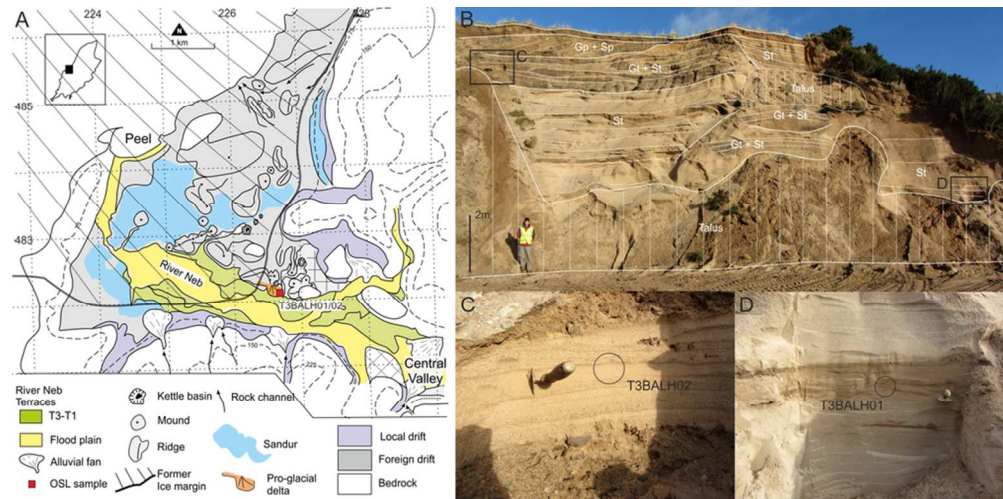 A
224
226
228
N
1 km
75
150
485
Peel
483
River Neb
T3BALH01/02
150
225
Central
Valley
River Neb
Terraces
T3-T1
Flood plain
Alluvial fan
OSL sample
Kettle basin
Mound
Ridge
Former
Ice margin
Rock channel
Sandur
Pro-glacial
delta
Local drift
Foreign drift
Bedrock
B
C
Gp + Sp
St
Gt + St
Talus
St
Gt + St
Gt + St
St
D
2m
Talus
C
T3BALH02
D
T3BALH01